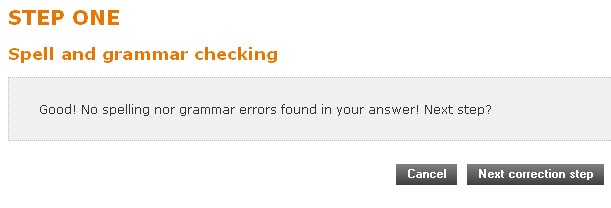 STEP ONE
Spell and grammar checking
Good! No spelling nor grammar errors found in your answer! Next step?
Cancel
Next correction step